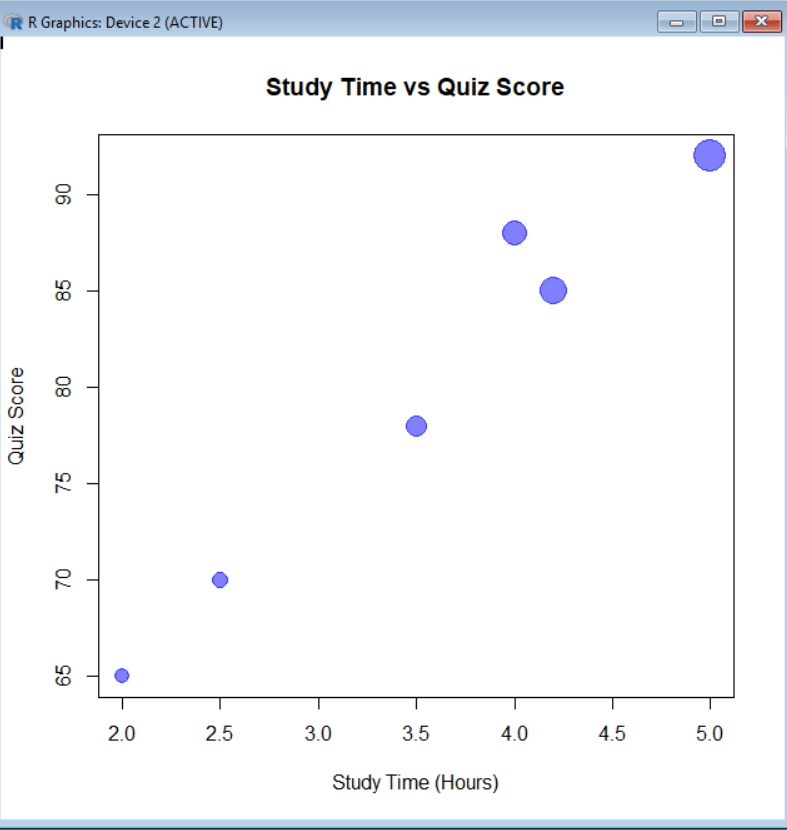 R Graphics: Device 2 (ACTIVE)
Study Time vs Quiz Score
Quiz Score
90
85
80
75
70
65
2.0 2.5 3.0 3.5 4.0 4.5 5.0
Study Time (Hours)